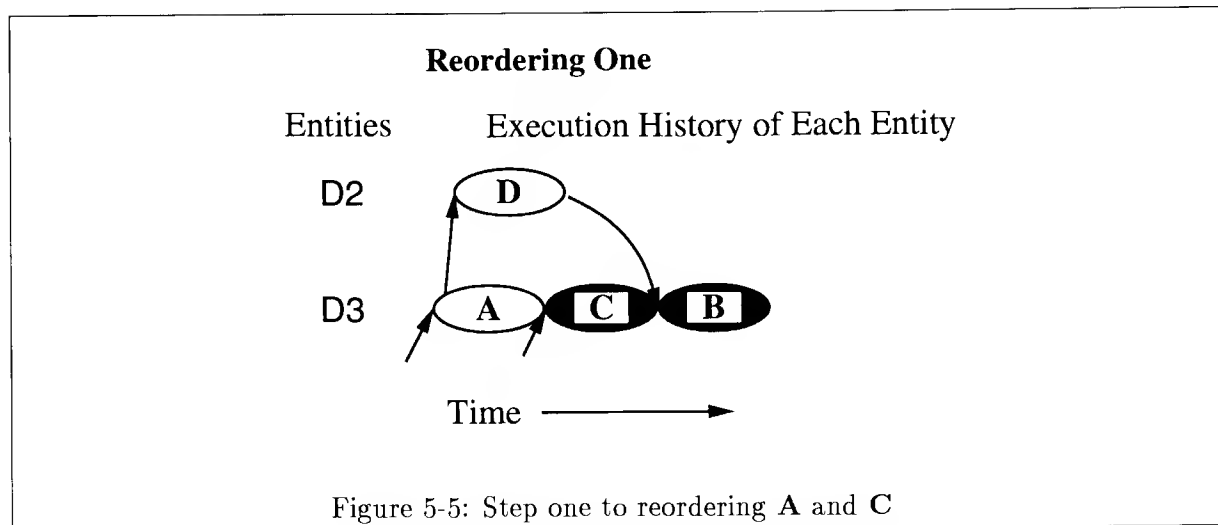 Reordering One
Entities Execution History of Each Entity
D2 D
D3 A C B
Time
Figure 5-5: Step one to reordering A and C